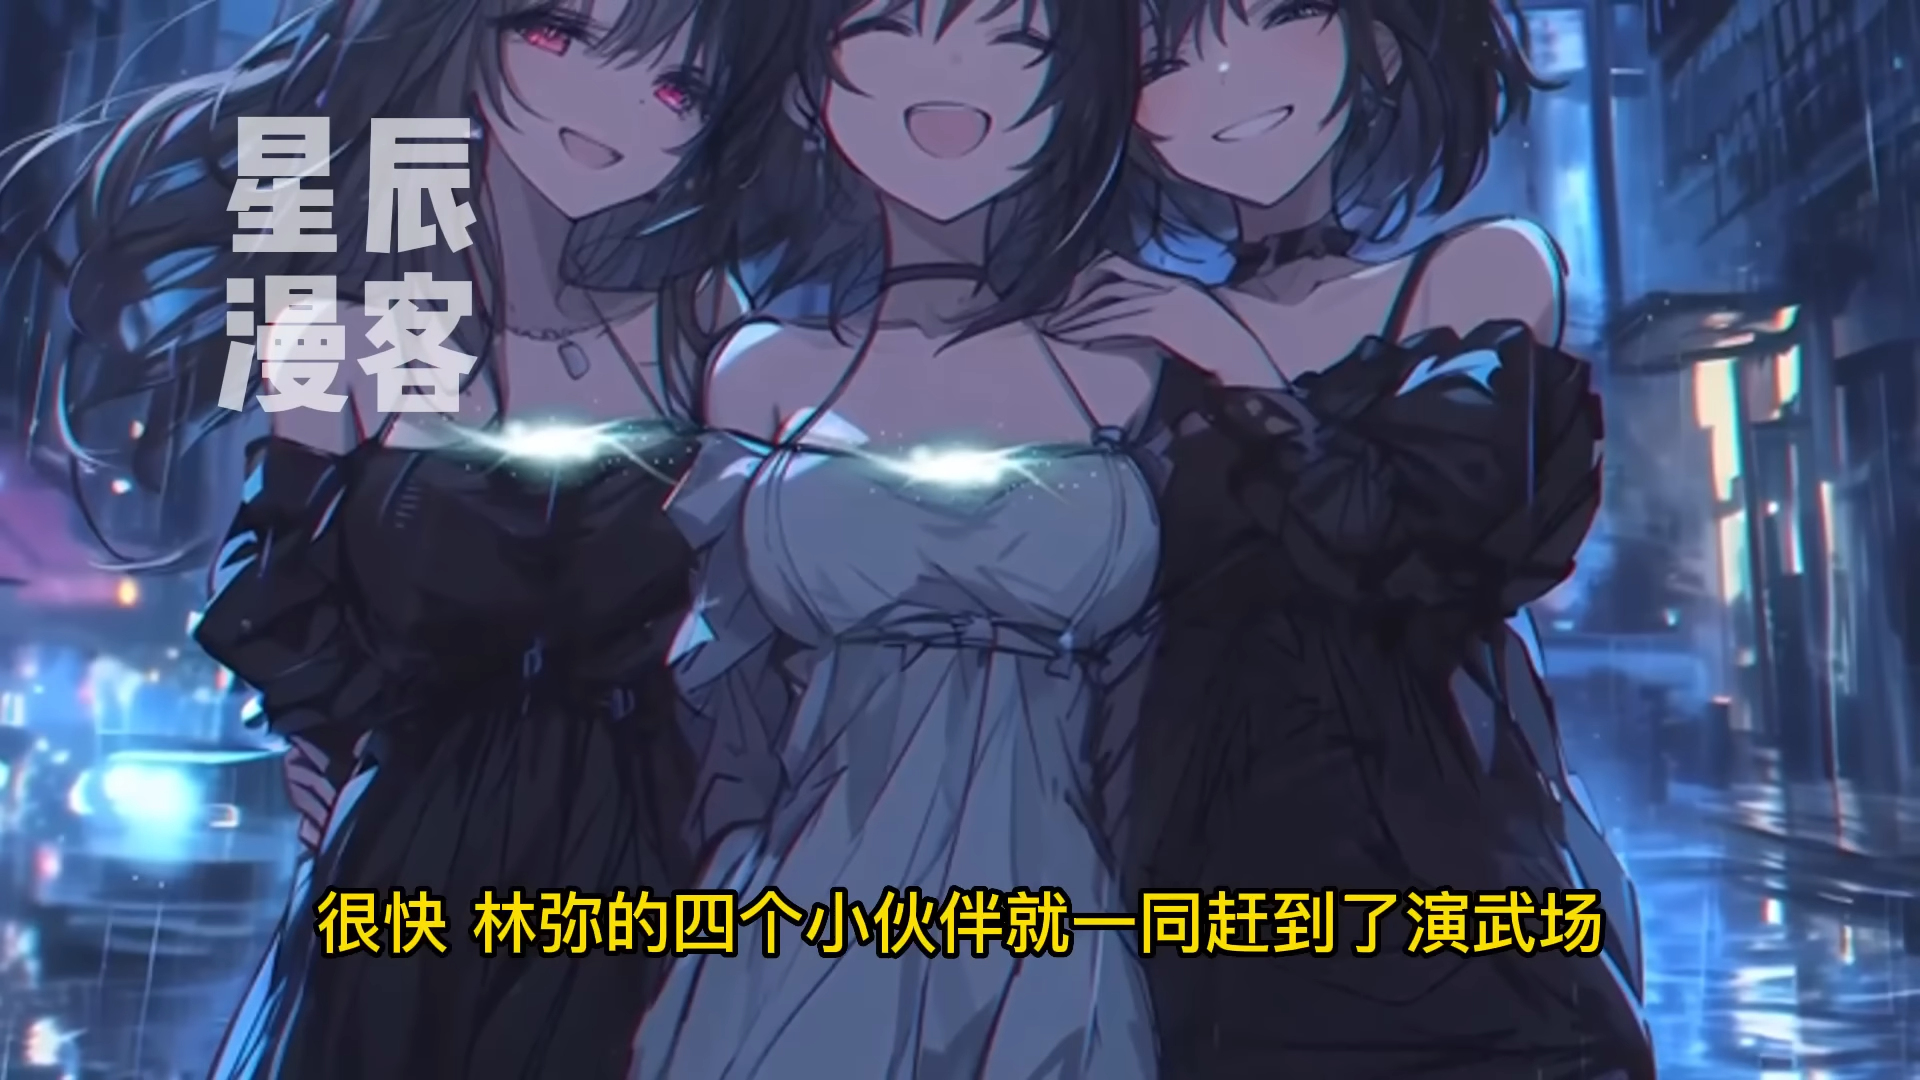 星辰
漫客
很快 林弥的四个小伙伴就一同赶到了演武场